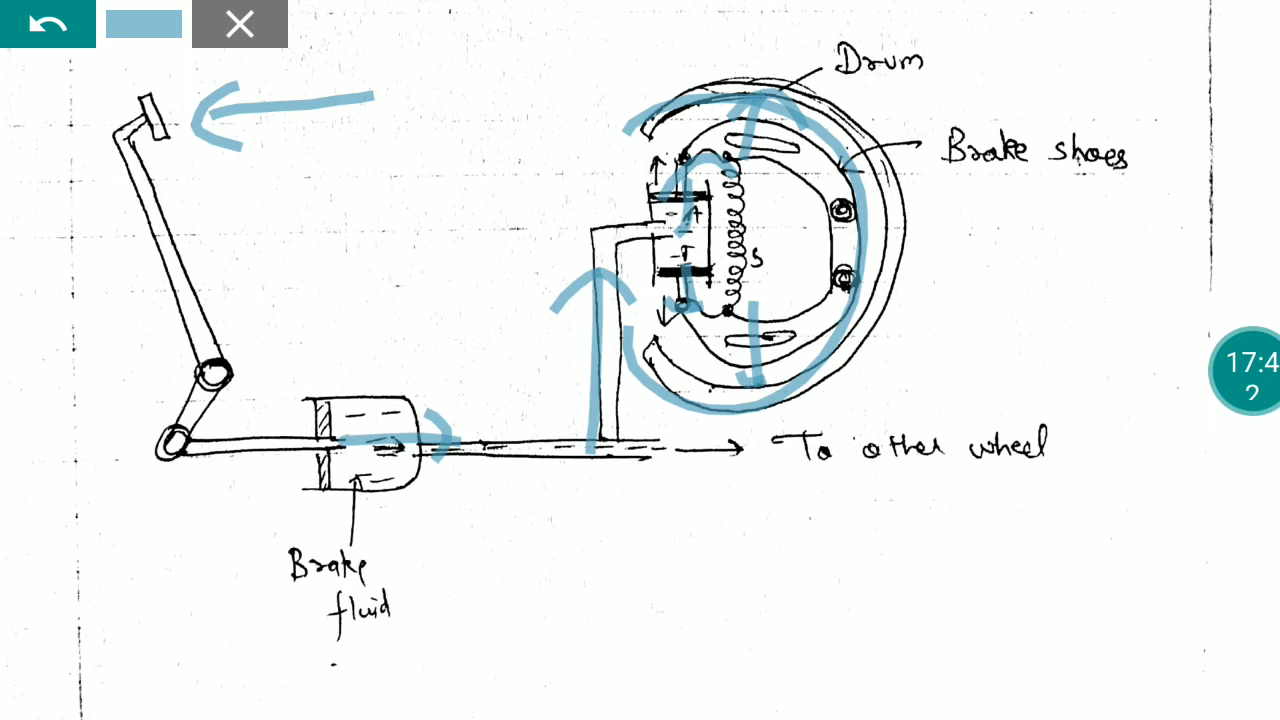 Drum
Brake shoes
S
To other wheel
Brake
fluid
17:4
2